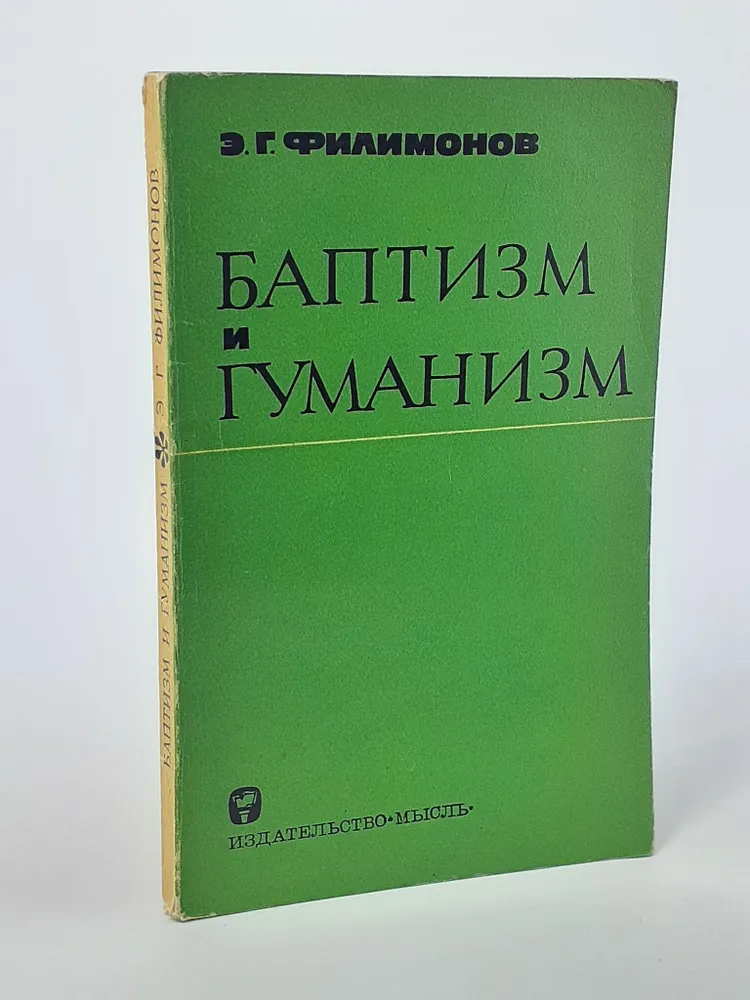 Э. Г. ФИЛИМОНОВ
БАПТИЗМ
и
ГУМАНИЗМ
ИЗДАТЕЛЬСТВО•МЫСЛЬ•
БАПТИЗМ И ГУМАНИЗМ Э Г ФИЛИМОНОВ